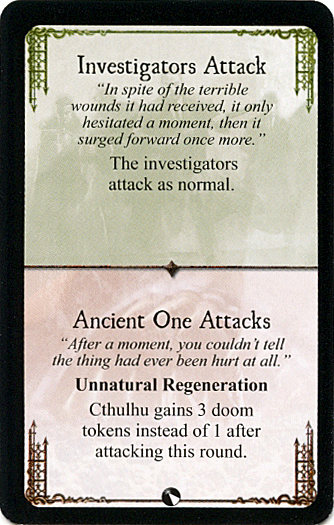 Investigators Attack
“In spite of the terrible
wounds it had received, it only
hesitated a moment, then it
surged forward once more.”
The investigators
attack as normal.
Ancient One Attacks
“After a moment, you couldn’t tell
the thing had ever been hurt at all.”
Unnatural Regeneration
Cthulhu gains 3 doom
tokens instead of 1 after
attacking this round.